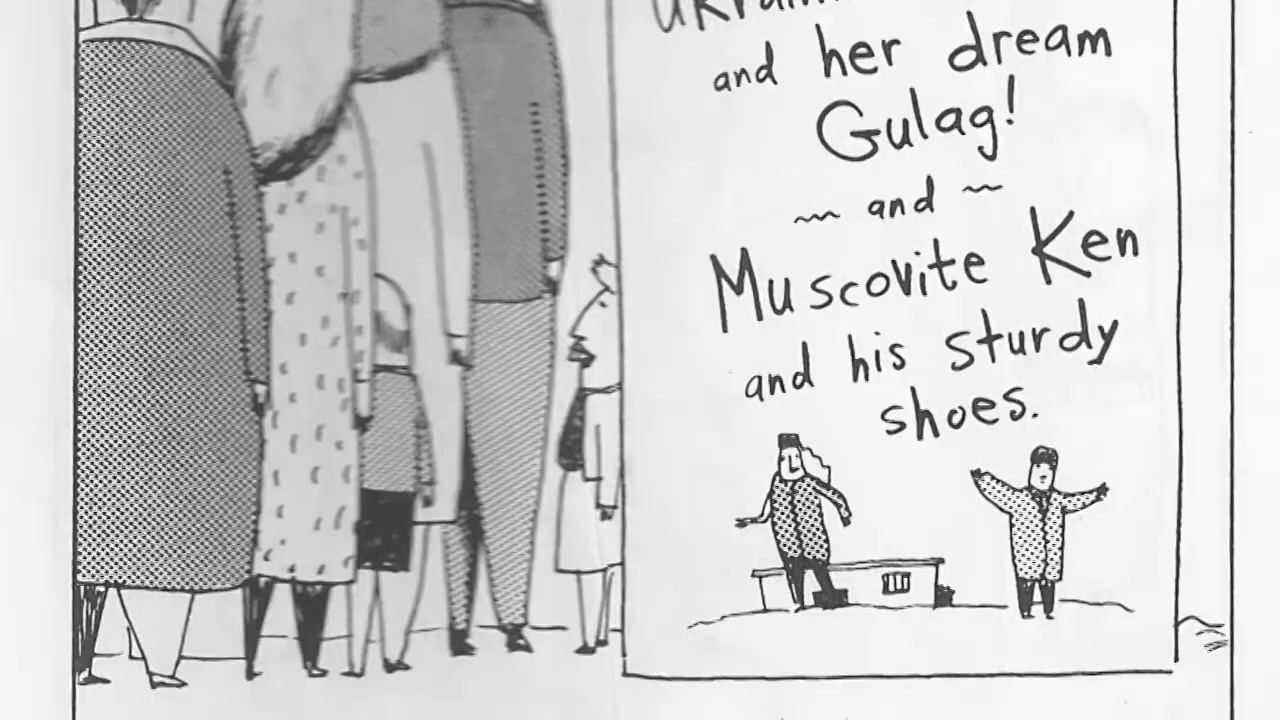 and her dream
Gulag!
~ and ~
Muscovite Ken
and his sturdy
shoes.